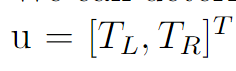 u = [T_L, T_R]^T